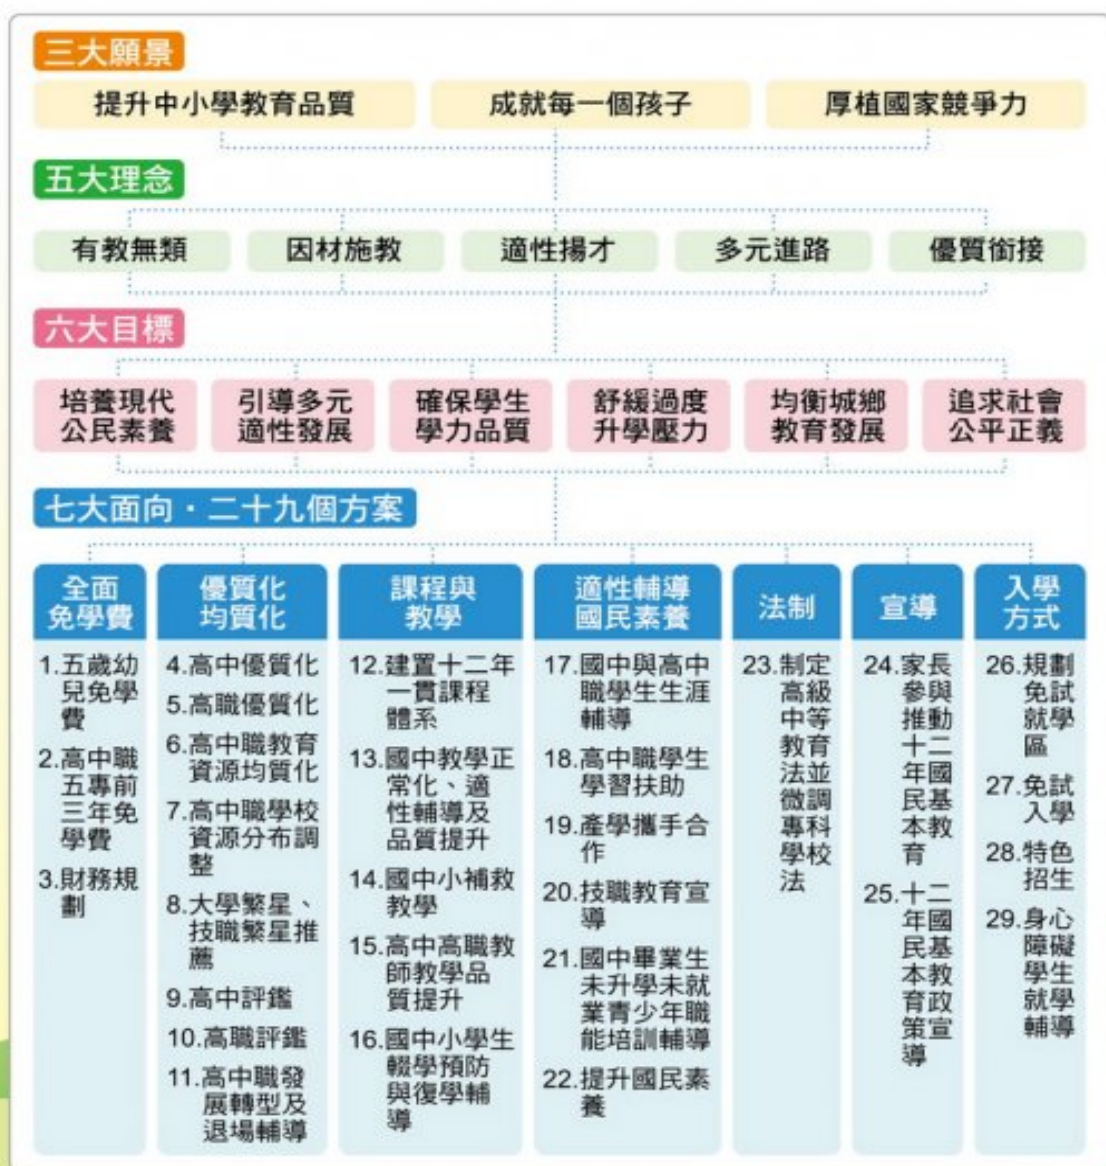 三大願景
提升中小學教育品質
成就每一個孩子
厚植國家競爭力
五大理念
有教無類
因材施教
適性揚才
多元進路
優質銜接
六大目標
培養現代
公民素養
引導多元
適性發展
確保學生
學力品質
舒緩過度
升學壓力
均衡城鄉
教育發展
追求社會
公平正義
七大面向・二十九個方案
全面
免學費
1.五歲幼
兒免學
費
2.高中職
五專前
三年免
學費
3.財務規
劃
優質化
均質化
4.高中優質化
5.高職優質化
6.高中職教育
資源均質化
7.高中職學校
資源分布調
整
8.大學繁星、
技職繁星推
薦
9.高中評鑑
10.高職評鑑
11.高中職發
展轉型及
退場輔導
課程與
教學
12.建置十二年
一貫課程
體系
13.國中教學正
常化、適
性輔導及
品質提升
14.國中小補救
教學
15.高中高職教
師教學品
質提升
16.國中小學生
輟學預防
與復學輔
導
適性輔導
國民素養
17.國中與高中
職學生生涯
輔導
18.高中職學生
學習扶助
19.產學攜手合
作
20.技職教育宣
導
21.國中畢業生
未升學未就
業青少年職
能培訓輔導
22.提升國民素
養
法制
23.制定
高級
中等
教育
法並
微調
專科
學校
法
宣導
24.家長
參與
推動
十二
年國
民基
本教
育
25.十二
年國
民基
本教
育政
策宣
導
入學
方式
26.規劃
免試
就學
區
27.免試
入學
28.特色
招生
29.身心
障礙
學生
就學
輔導